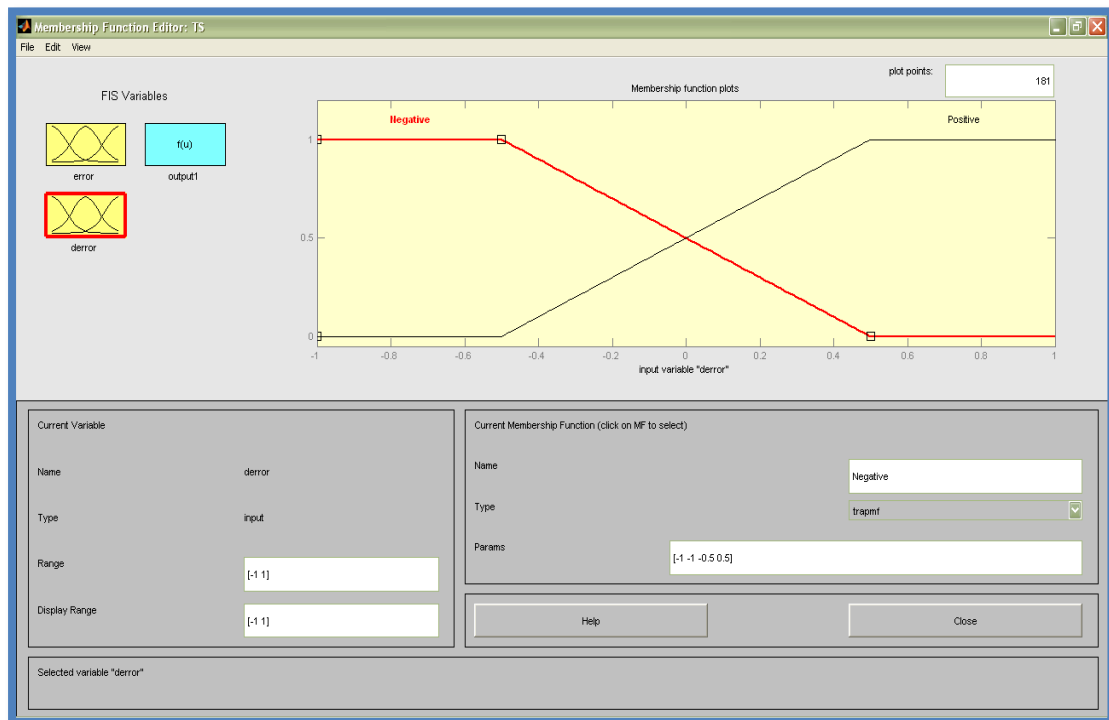 Membership Function Editor: TS
File Edit View
FIS Variables
f(u)
error
output1
derror
plot points:
181
Membership function plots
Negative
Positive
1
0.5
0
-1 -0.8 -0.6 -0.4 -0.2 0 0.2 0.4 0.6 0.8 1
input variable "derror"
Current Variable
Name derror
Type input
Range [-1 1]
Display Range [-1 1]
Current Membership Function (click on MF to select)
Name Negative
Type trapmf
Params [-1 -1 -0.5 0.5]
Help Close
Selected variable "derror"